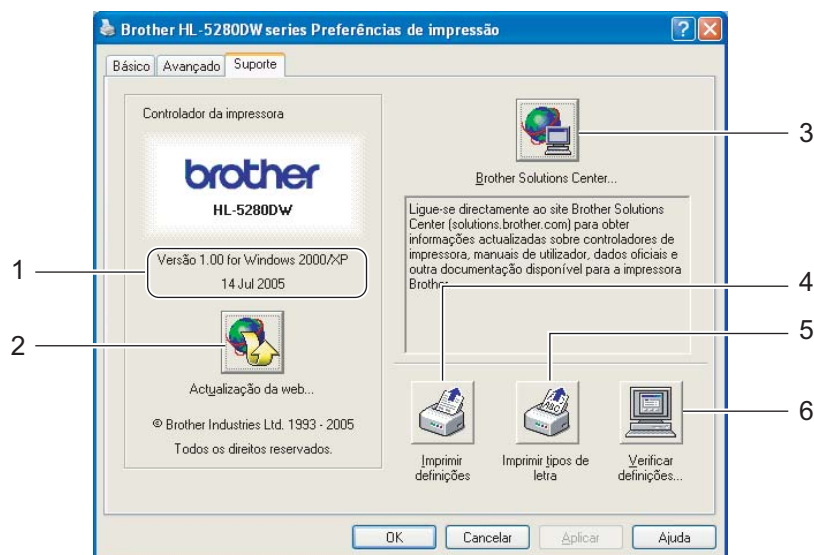 Brother HL-5280DW series Preferências de impressão
Básico
Avançado
Suporte
Controlador da impressora
brother
HL-5280DW
Versão 1.00 for Windows 2000/XP
14 Jul 2005
Actualização da web...
© Brother Industries Ltd. 1993 - 2005
Todos os direitos reservados.
Brother Solutions Center...
Ligue-se directamente ao site Brother Solutions
Center (solutions.brother.com) para obter
informações actualizadas sobre controladores de
impressora, manuais de utilizador, dados oficiais e
outra documentação disponível para a impressora
Brother.
ABC
Imprimir
definições
Imprimir tipos de
letra
Verificar
definições...
OK
Cancelar
Aplicar
Ajuda
1
2
3
4
5
6